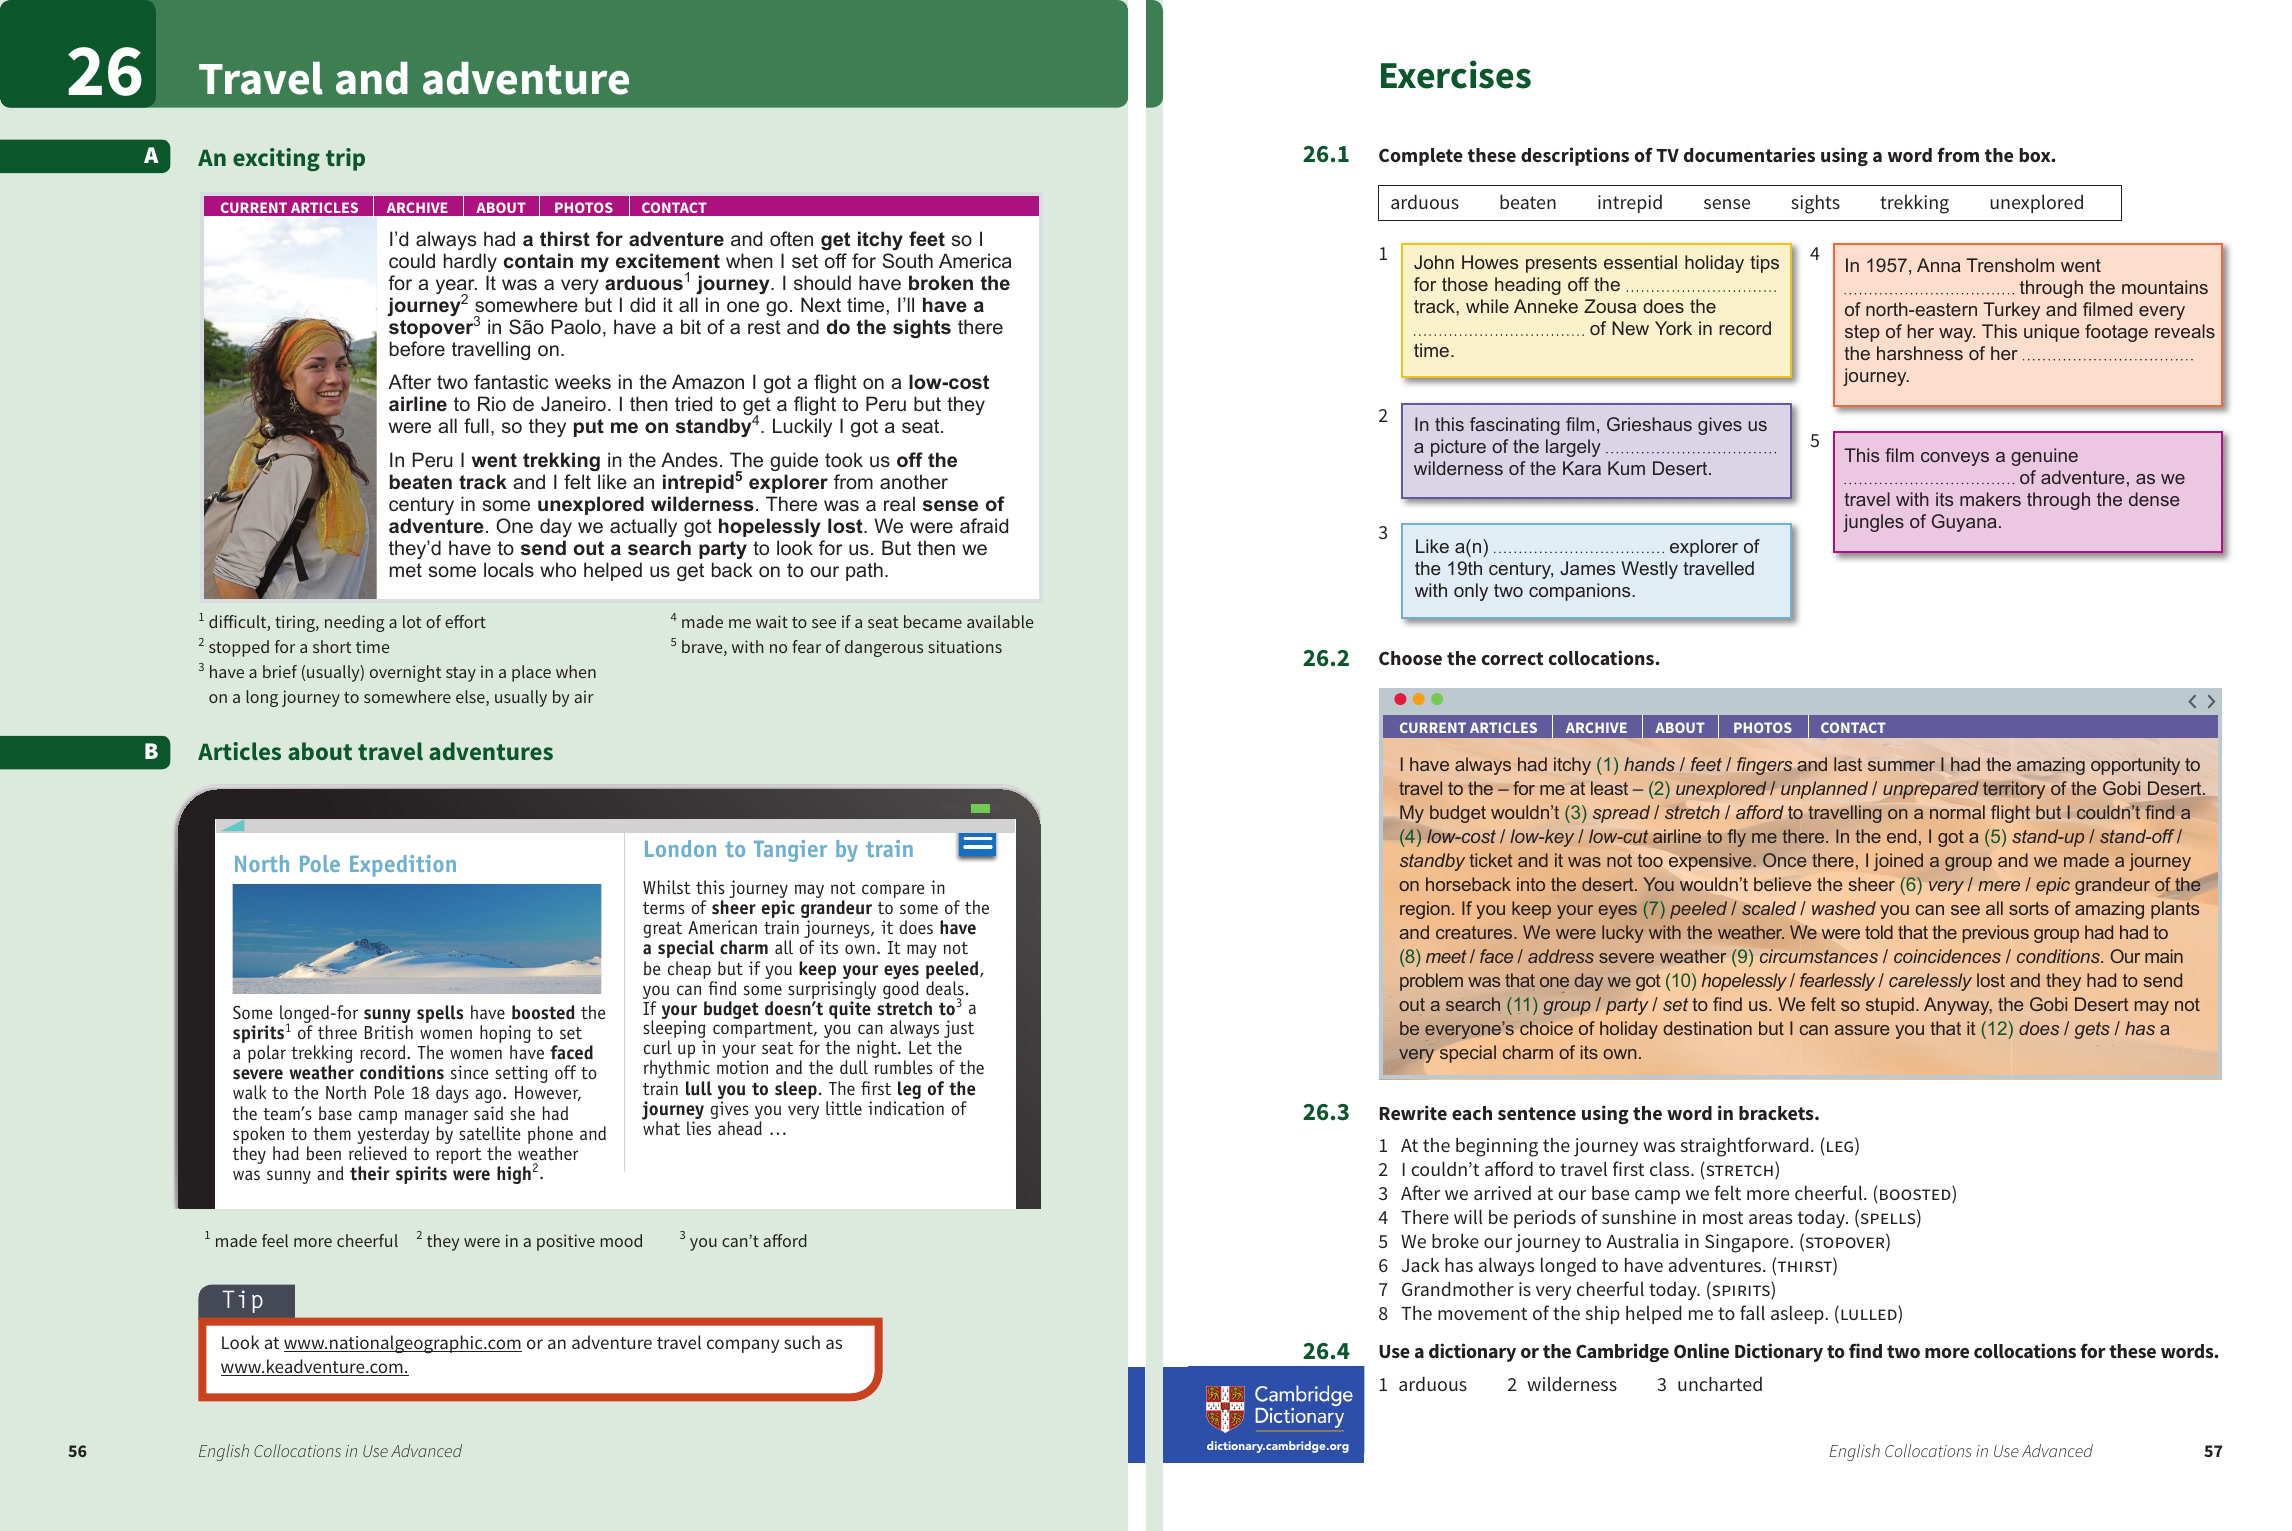 26
Travel and adventure
A
An exciting trip
CURRENT ARTICLES ARCHIVE ABOUT PHOTOS CONTACT
I'd always had a thirst for adventure and often get itchy feet so I
could hardly contain my excitement when I set off for South America
for a year. It was a very arduous1 journey. I should have broken the
journey2 somewhere but I did it all in one go. Next time, I'll have a
stopover3 in São Paolo, have a bit of a rest and do the sights there
before travelling on.
After two fantastic weeks in the Amazon I got a flight on a low-cost
airline to Rio de Janeiro. I then tried to get a flight to Peru but they
were all full, so they put me on standby4. Luckily I got a seat.
In Peru I went trekking in the Andes. The guide took us off the
beaten track and I felt like an intrepid5 explorer from another
century in some unexplored wilderness. There was a real sense of
adventure. One day we actually got hopelessly lost. We were afraid
they'd have to send out a search party to look for us. But then we
met some locals who helped us get back on to our path.
1 difficult, tiring, needing a lot of effort
2 stopped for a short time
3 have a brief (usually) overnight stay in a place when
on a long journey to somewhere else, usually by air
4 made me wait to see if a seat became available
5 brave, with no fear of dangerous situations
B
Articles about travel adventures
North Pole Expedition
Some longed-for sunny spells have boosted the
spirits1 of three British women hoping to set
a polar trekking record. The women have faced
severe weather conditions since setting off to
walk to the North Pole 18 days ago. However,
the team's base camp manager said she had
spoken to them yesterday by satellite phone and
they had been relieved to report the weather
was sunny and their spirits were high2.
London to Tangier by train
Whilst this journey may not compare in
terms of sheer epic grandeur to some of the
great American train journeys, it does have
a special charm all of its own. It may not
be cheap but if you keep your eyes peeled,
you can find some surprisingly good deals.
If your budget doesn't quite stretch to3 a
sleeping compartment, you can always just
curl up in your seat for the night. Let the
rhythmic motion and the dull rumbles of the
train lull you to sleep. The first leg of the
journey gives you very little indication of
what lies ahead …
1 made feel more cheerful 2 they were in a positive mood 3 you can't afford
Tip
Look at www.nationalgeographic.com or an adventure travel company such as
www.keadventure.com.
56 English Collocations in Use Advanced
Exercises
26.1 Complete these descriptions of TV documentaries using a word from the box.
arduous beaten intrepid sense sights trekking unexplored
1
John Howes presents essential holiday tips
for those heading off the ..............................
track, while Anneke Zousa does the
.................................. of New York in record
time.
2
In this fascinating film, Grieshaus gives us
a picture of the largely ..................................
wilderness of the Kara Kum Desert.
3
Like a(n) .................................. explorer of
the 19th century, James Westly travelled
with only two companions.
4
In 1957, Anna Trensholm went
.................................. through the mountains
of north-eastern Turkey and filmed every
step of her way. This unique footage reveals
the harshness of her ..................................
journey.
5
This film conveys a genuine
.................................. of adventure, as we
travel with its makers through the dense
jungles of Guyana.
26.2 Choose the correct collocations.
CURRENT ARTICLES ARCHIVE ABOUT PHOTOS CONTACT
I have always had itchy (1) hands / feet / fingers and last summer I had the amazing opportunity to
travel to the – for me at least – (2) unexplored / unplanned / unprepared territory of the Gobi Desert.
My budget wouldn't (3) spread / stretch / afford to travelling on a normal flight but I couldn't find a
(4) low-cost / low-key / low-cut airline to fly me there. In the end, I got a (5) stand-up / stand-off /
standby ticket and it was not too expensive. Once there, I joined a group and we made a journey
on horseback into the desert. You wouldn't believe the sheer (6) very / mere / epic grandeur of the
region. If you keep your eyes (7) peeled / scaled / washed you can see all sorts of amazing plants
and creatures. We were lucky with the weather. We were told that the previous group had had to
(8) meet / face / address severe weather (9) circumstances / coincidences / conditions. Our main
problem was that one day we got (10) hopelessly / fearlessly / carelessly lost and they had to send
out a search (11) group / party / set to find us. We felt so stupid. Anyway, the Gobi Desert may not
be everyone's choice of holiday destination but I can assure you that it (12) does / gets / has a
very special charm of its own.
26.3 Rewrite each sentence using the word in brackets.
1 At the beginning the journey was straightforward. (LEG)
2 I couldn't afford to travel first class. (STRETCH)
3 After we arrived at our base camp we felt more cheerful. (BOOSTED)
4 There will be periods of sunshine in most areas today. (SPELLS)
5 We broke our journey to Australia in Singapore. (STOPOVER)
6 Jack has always longed to have adventures. (THIRST)
7 Grandmother is very cheerful today. (SPIRITS)
8 The movement of the ship helped me to fall asleep. (LULLED)
26.4 Use a dictionary or the Cambridge Online Dictionary to find two more collocations for these words.
1 arduous 2 wilderness 3 uncharted
Cambridge
Dictionary
dictionary.cambridge.org
English Collocations in Use Advanced 57